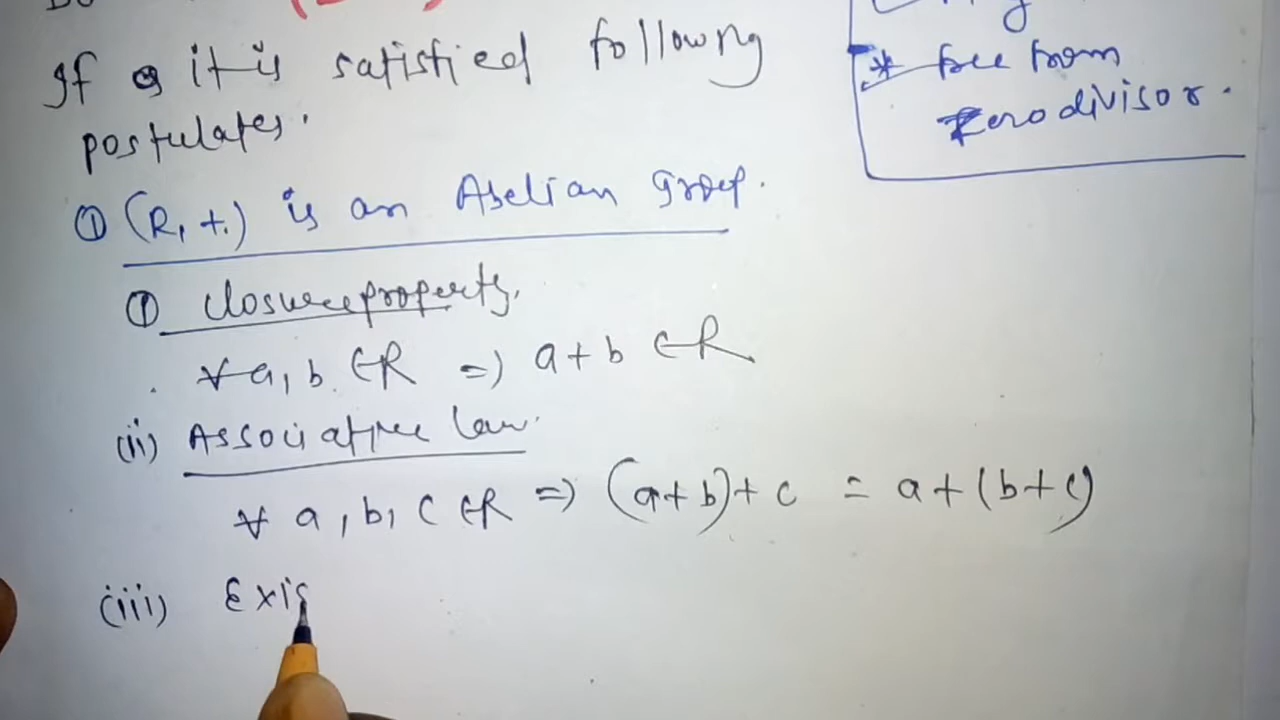 If it is satisfied following
postulates.
① (R, +.) is an Abelian Group.
① Closure property.
∀ a, b ∈ R => a + b ∈ R
(ii) Associative Law.
∀ a, b, c ∈ R => (a+b)+ c = a + (b+c)
(iii) Exis
* free from
Zero divisor.